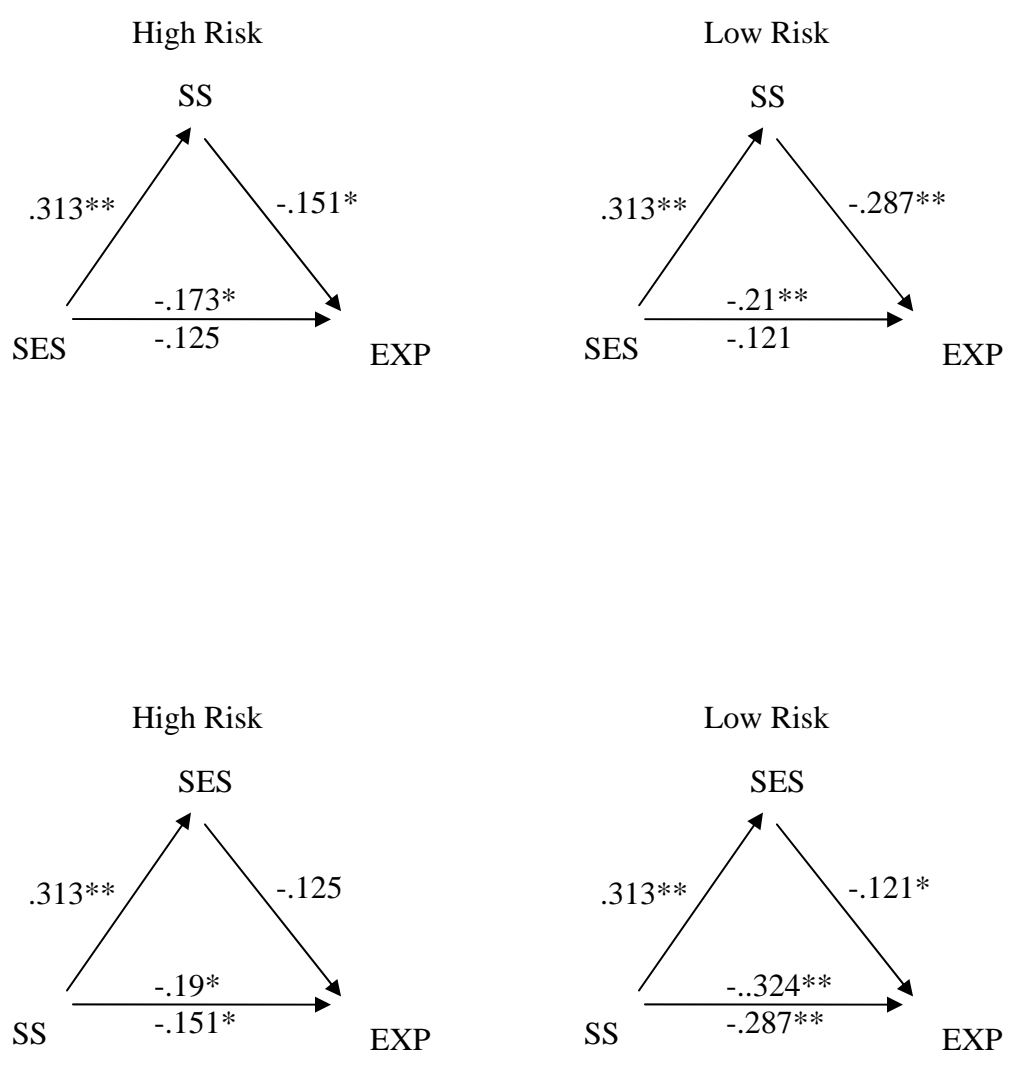 High Risk
Low Risk
SS
SS
.313**
-.151*
.313**
-.287**
-.173*
-.21**
-.125
-.121
SES
EXP
SES
EXP
High Risk
Low Risk
SES
SES
.313**
-.125
.313**
-.121*
-.19*
-..324**
-.151*
-.287**
SS
EXP
SS
EXP